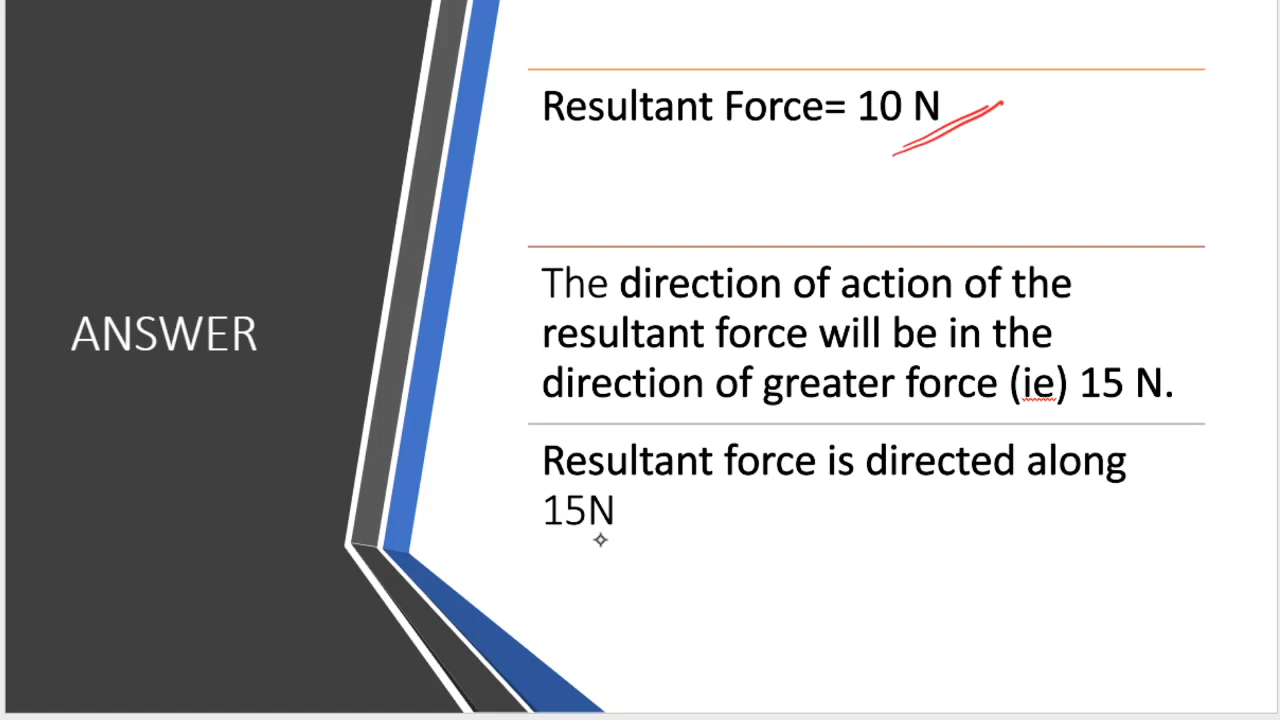 ANSWER
Resultant Force= 10 N
The direction of action of the
resultant force will be in the
direction of greater force (ie) 15 N.
Resultant force is directed along
15N